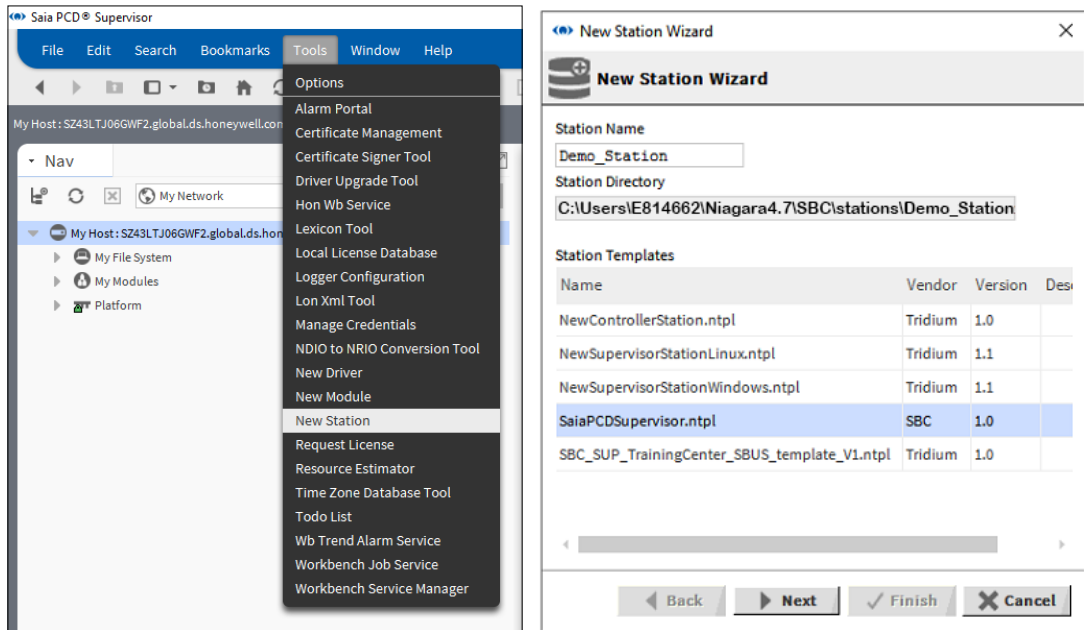 Saia PCD® Supervisor
File Edit Search Bookmarks Tools Window Help
My Host : SZ43LTJ06GWF2.global.ds.honeywell.com
Nav
My Network
My Host : SZ43LTJ06GWF2.global.ds.hon
My File System
My Modules
Platform
Options
Alarm Portal
Certificate Management
Certificate Signer Tool
Driver Upgrade Tool
Hon Wb Service
Lexicon Tool
Local License Database
Logger Configuration
Lon Xml Tool
Manage Credentials
NDIO to NRIO Conversion Tool
New Driver
New Module
New Station
Request License
Resource Estimator
Time Zone Database Tool
Todo List
Wb Trend Alarm Service
Workbench Job Service
Workbench Service Manager
New Station Wizard
New Station Wizard
Station Name
Demo_Station
Station Directory
C:\Users\E814662\Niagara4.7\SBC\stations\Demo_Station
Station Templates
Name Vendor Version Des
NewControllerStation.ntpl Tridium 1.0
NewSupervisorStationLinux.ntpl Tridium 1.1
NewSupervisorStationWindows.ntpl Tridium 1.1
SaiaPCDSupervisor.ntpl SBC 1.0
SBC_SUP_TrainingCenter_SBUS_template_V1.ntpl Tridium 1.0
Back Next Finish Cancel